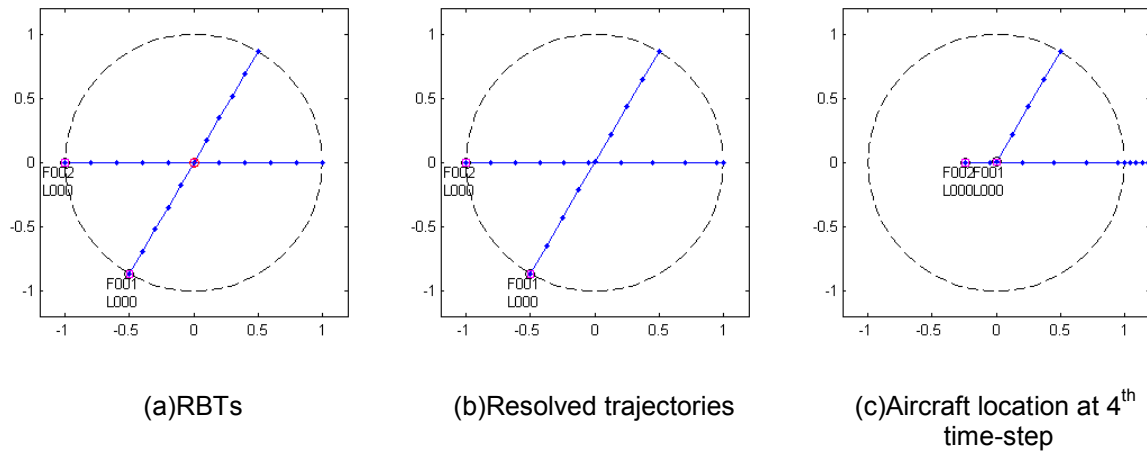 1
0.5
0
-0.5
-1
F002
L000
F001
L000
-1 -0.5 0 0.5 1
(a)RBTs
1
0.5
0
-0.5
-1
F002
L000
F001
L000
-1 -0.5 0 0.5 1
(b)Resolved trajectories
1
0.5
0
-0.5
-1
F002F001
L000L000
-1 -0.5 0 0.5 1
(c)Aircraft location at 4th
time-step